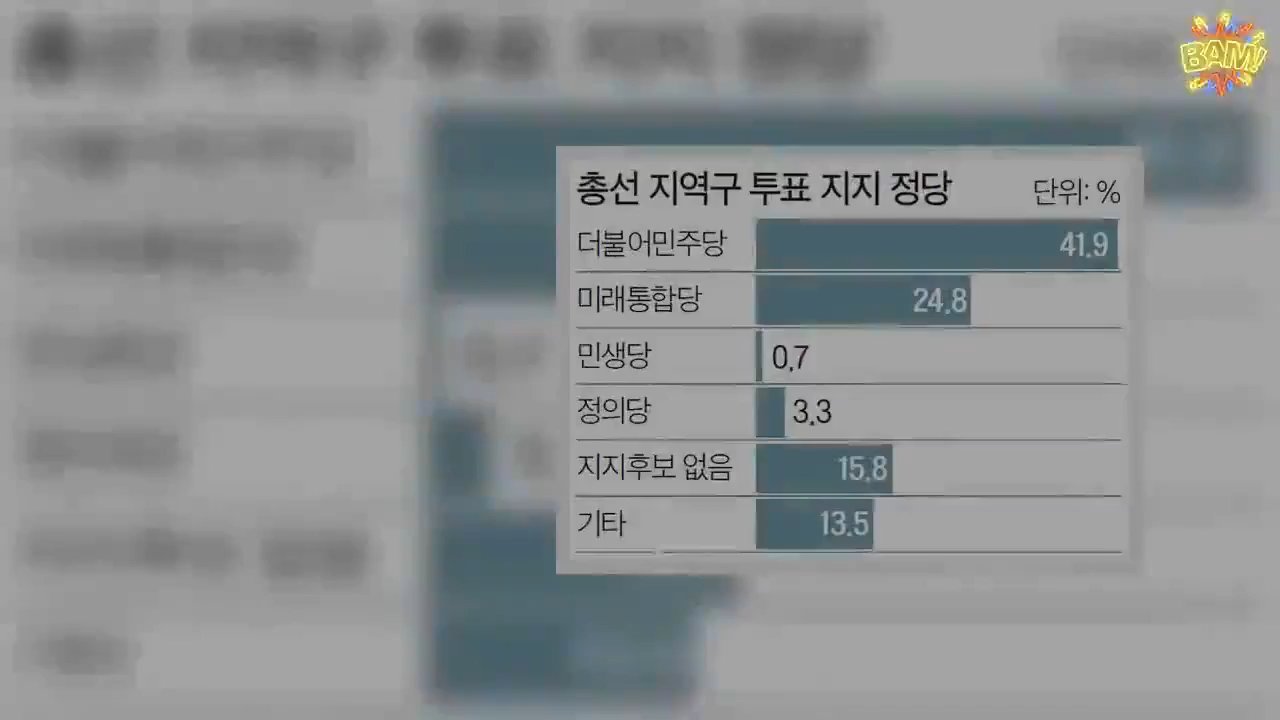 BAM!
총선 지역구 투표 지지 정당 단위: %
더불어민주당 41.9
미래통합당 24.8
민생당 0.7
정의당 3.3
지지후보 없음 15.8
기타 13.5